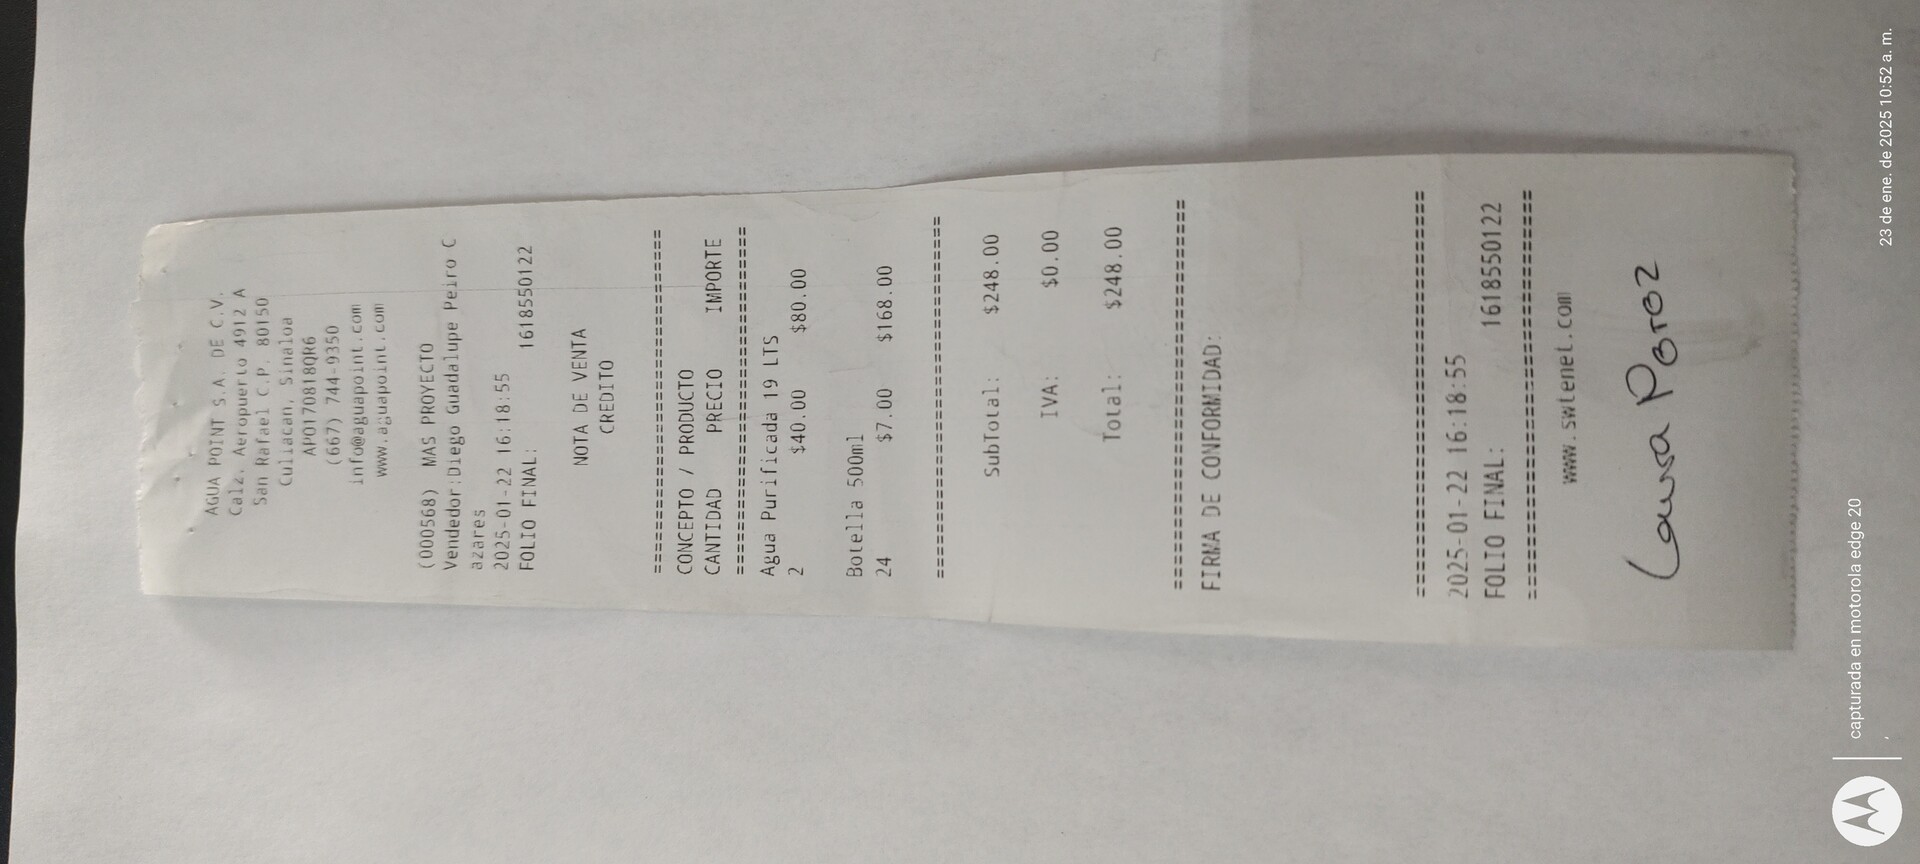 AGUA POINT S.A. DE C.V.
Calz. Aeropuerto 4912 A
San Rafael C.P. 80150
Culiacan, Sinaloa
APO170818QR6
(667) 744-9350
info@aguapoint.com
www.aguapoint.com
(000568) MAS PROYECTO
Vendedor:Diego Guadalupe Peiro C
azares
2025-01-22 16:18:55
FOLIO FINAL: 1618550122
NOTA DE VENTA
CREDITO
================================
CONCEPTO / PRODUCTO
CANTIDAD PRECIO IMPORTE
================================
Agua Purificada 19 LTS
2 $40.00 $80.00
Botella 500ml
24 $7.00 $168.00
================================
SubTotal: $248.00
IVA: $0.00
Total: $248.00
================================
FIRMA DE CONFORMIDAD:
================================
2025-01-22 16:18:55
FOLIO FINAL: 1618550122
================================
www.swtenet.com
Laura
capturada en motorola edge 20
23 de ene. de 2025 10:52 a. m.